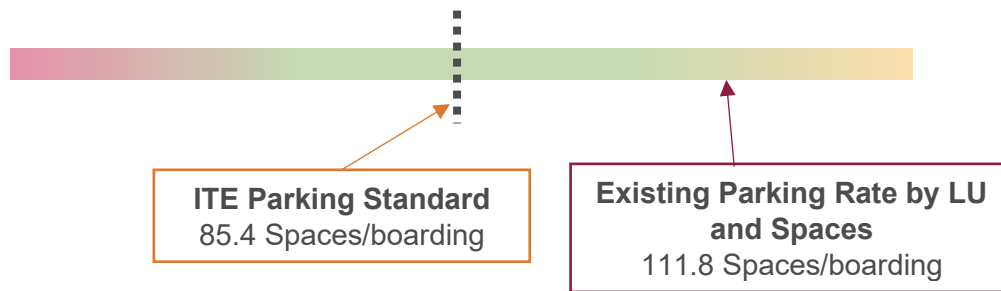 ITE Parking Standard
85.4 Spaces/boarding
Existing Parking Rate by LU
and Spaces
111.8 Spaces/boarding